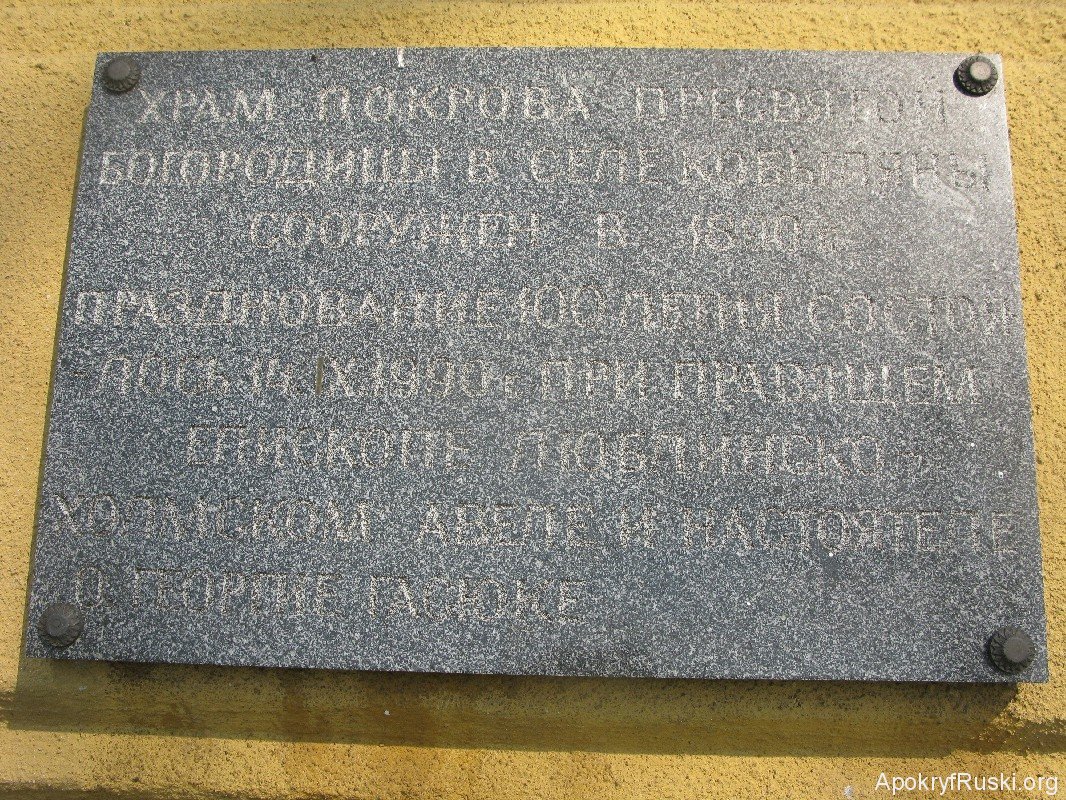 ХРАМ ПОКРОВА ПРЕСВЯТОЙ
БОГОРОДИЦЫ В СЕЛЕ КОБЫЛЯНЫ
СООРУЖЕН В 1890 г.
ПРАЗДНОВАНИЕ 100 ЛЕТИЯ СОСТОЯ
-ЛОСЬ 14. IX. 1990 г ПРИ ПРАВЯЩЕМ
ЕПИСКОПЕ ЛЮБЛИНСКО
ХОЛМСКОМ АВЕЛЕ И НАСТОЯТЕЛЕ
О. ГЕОРГИЕ ГАСЮКЕ
ApokryfRuski.org